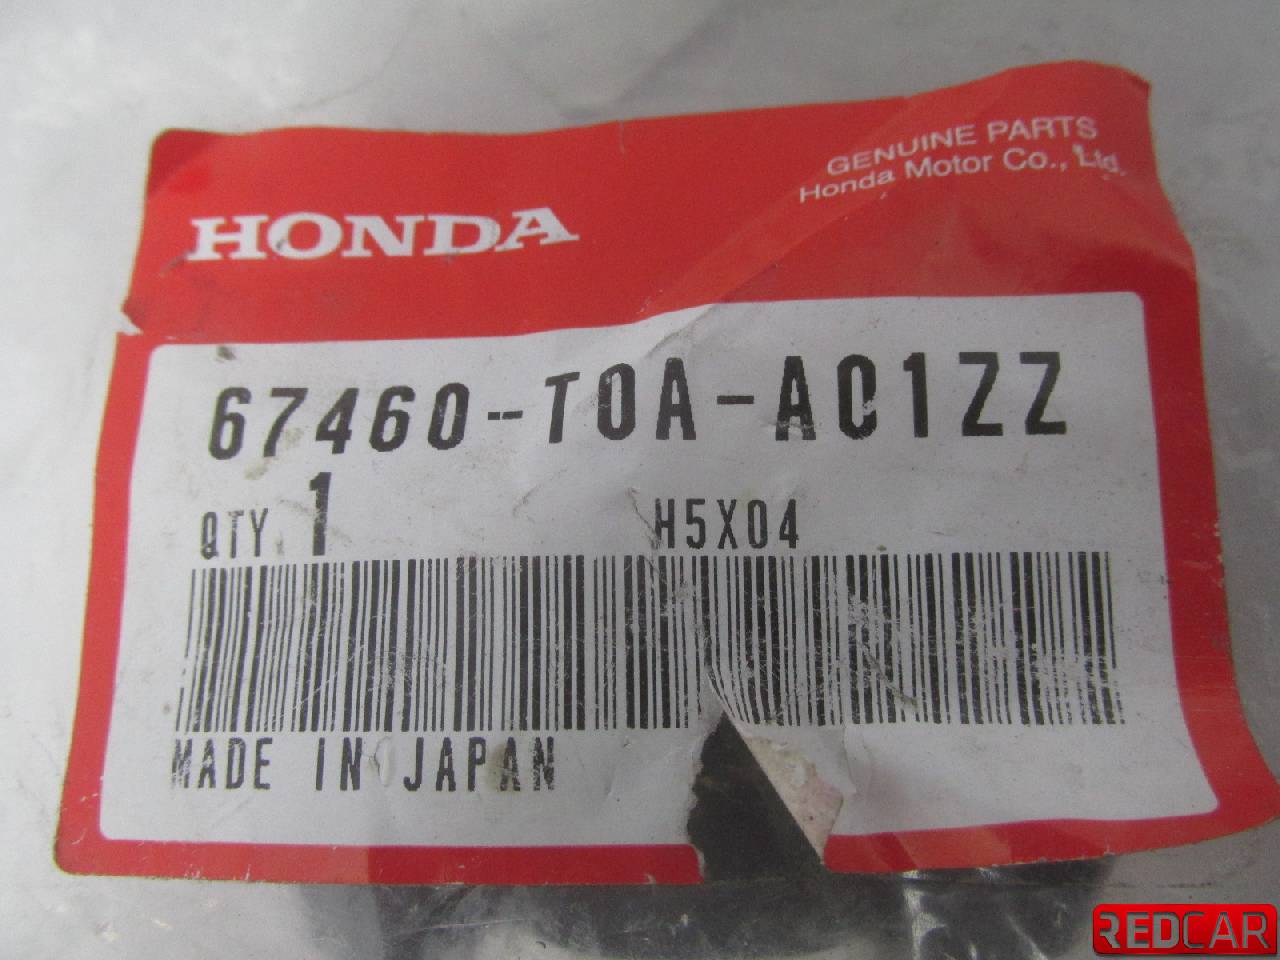 GENUINE PARTS
Honda Motor Co., Ltd.
HONDA
67460-T0A-A01ZZ
QTY 1 H5X04
MADE IN JAPAN
REDCAR